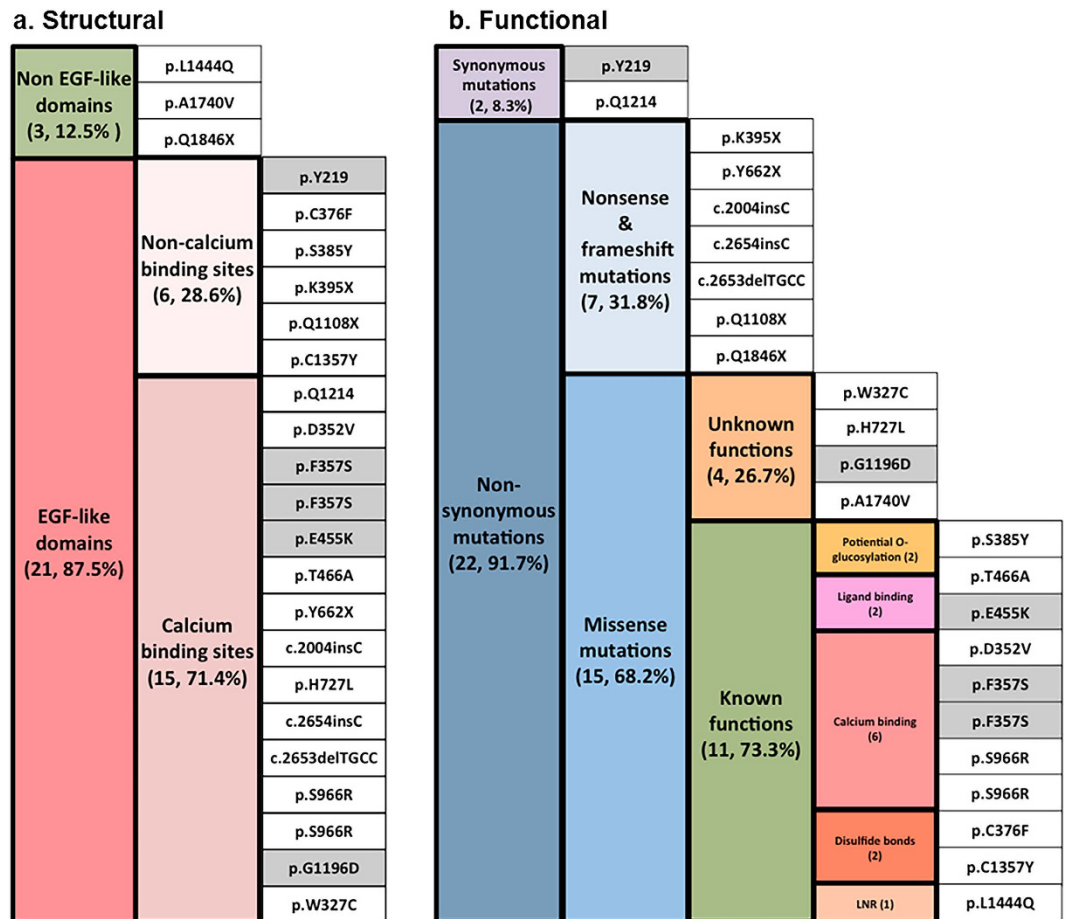 a. Structural
Non EGF-like
domains
(3, 12.5% )
p.L1444Q
p.A1740V
p.Q1846X
EGF-like
domains
(21, 87.5%)
Non-calcium
binding sites
(6, 28.6%)
p.Y219
p.C376F
p.S385Y
p.K395X
p.Q1108X
p.C1357Y
Calcium
binding sites
(15, 71.4%)
p.Q1214
p.D352V
p.F357S
p.F357S
p.E455K
p.T466A
p.Y662X
c.2004insC
p.H727L
c.2654insC
c.2653delTGCC
p.S966R
p.S966R
p.G1196D
p.W327C
b. Functional
Synonymous
mutations
(2, 8.3%)
p.Y219
p.Q1214
Non-
synonymous
mutations
(22, 91.7%)
Nonsense
&
frameshift
mutations
(7, 31.8%)
p.K395X
p.Y662X
c.2004insC
c.2654insC
c.2653delTGCC
p.Q1108X
p.Q1846X
Missense
mutations
(15, 68.2%)
Unknown
functions
(4, 26.7%)
p.W327C
p.H727L
p.G1196D
p.A1740V
Known
functions
(11, 73.3%)
Potential O-
glucosylation (2)
Ligand binding
(2)
Calcium binding
(6)
Disulfide bonds
(2)
LNR (1)
p.S385Y
p.T466A
p.E455K
p.D352V
p.F357S
p.F357S
p.S966R
p.S966R
p.C376F
p.C1357Y
p.L1444Q